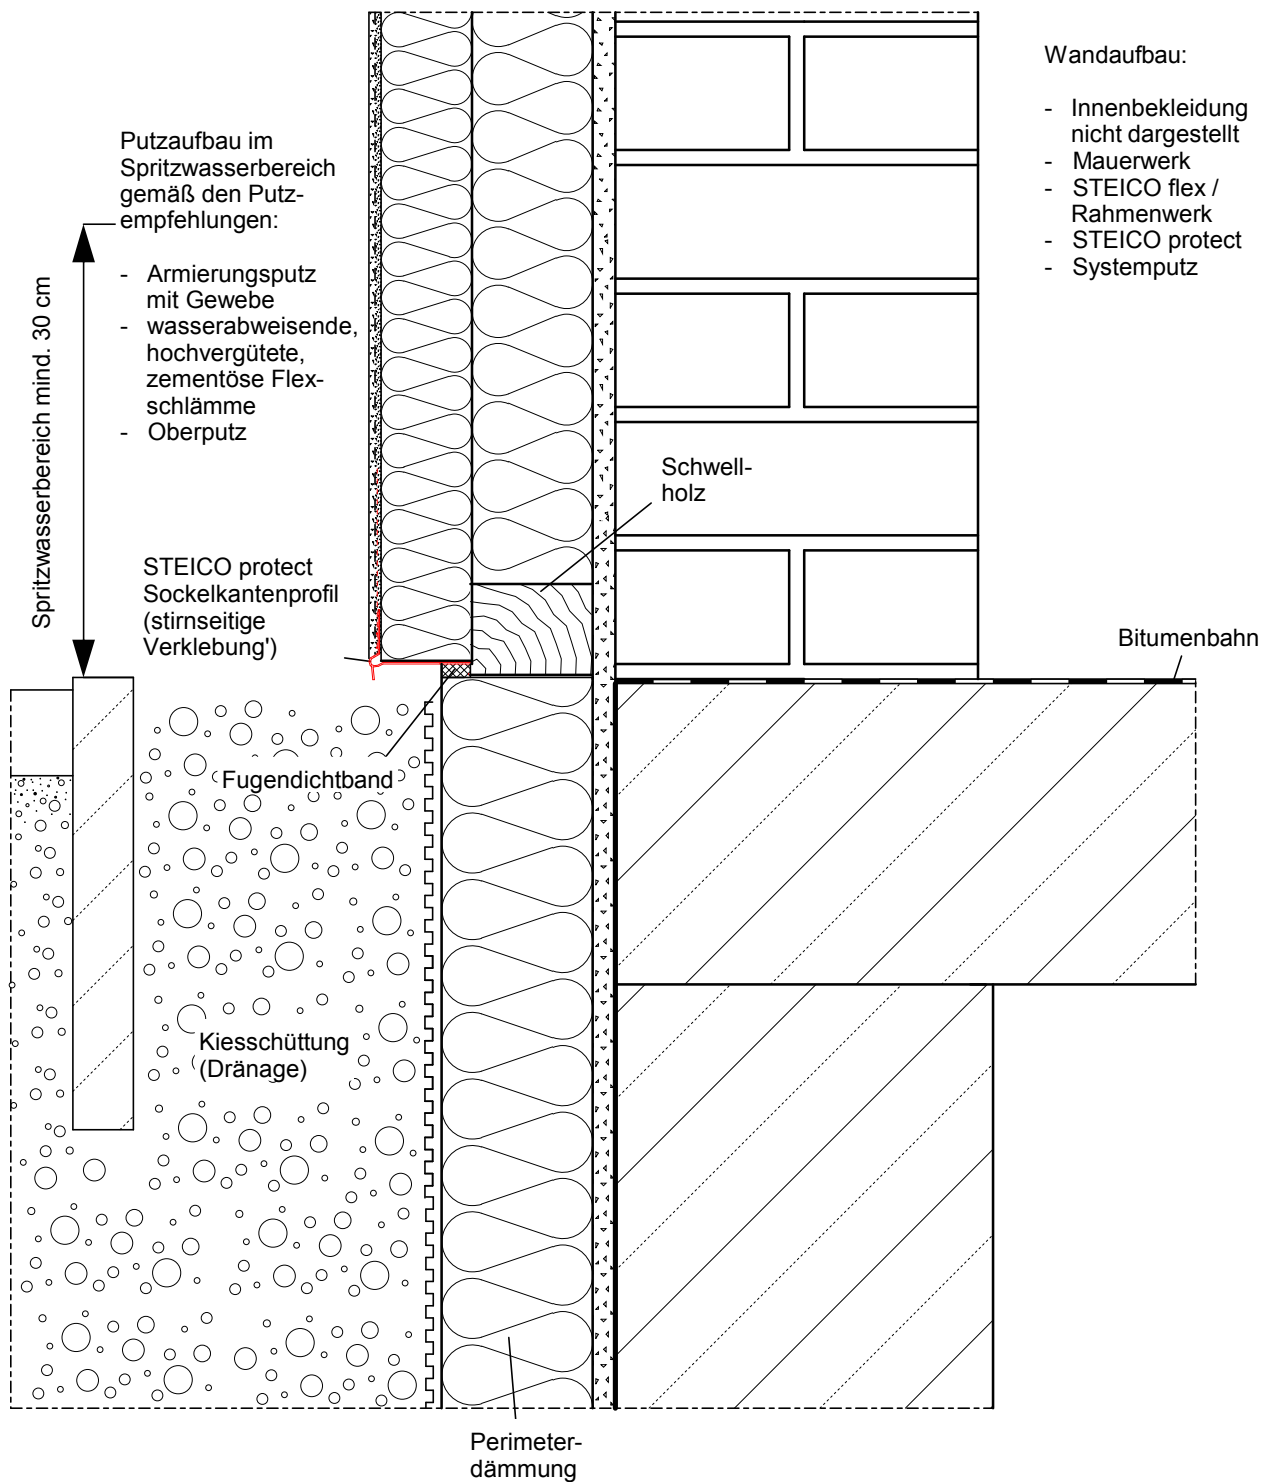 Wandaufbau:
- Innenbekleidung
nicht dargestellt
- Mauerwerk
- STEICO flex /
Rahmenwerk
- STEICO protect
- Systemputz
Putzaufbau im
Spritzwasserbereich
gemäß den Putz-
empfehlungen:
- Armierungsputz
mit Gewebe
- wasserabweisende,
hochvergütete,
zementöse Flex-
schlämme
- Oberputz
Spritzwasserbereich mind. 30 cm
Schwell-
holz
STEICO protect
Sockelkantenprofil
(stirnseitige
Verklebung')
Bitumenbahn
Fugendichtband
Kiesschüttung
(Dränage)
Perimeter-
dämmung